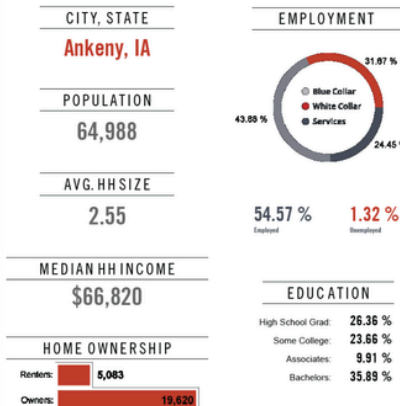 CITY, STATE
Ankeny, IA
POPULATION
64,988
AVG. HH SIZE
2.55
MEDIAN HH INCOME
$66,820
HOME OWNERSHIP
Renters: 5,083
Owners: 19,620
EMPLOYMENT
31.67 %
Blue Collar
White Collar
Services
43.88 %
24.45
54.57 % 1.32 %
Employed Unemployed
EDUCATION
High School Grad: 26.36 %
Some College: 23.66 %
Associates: 9.91 %
Bachelors: 35.89 %